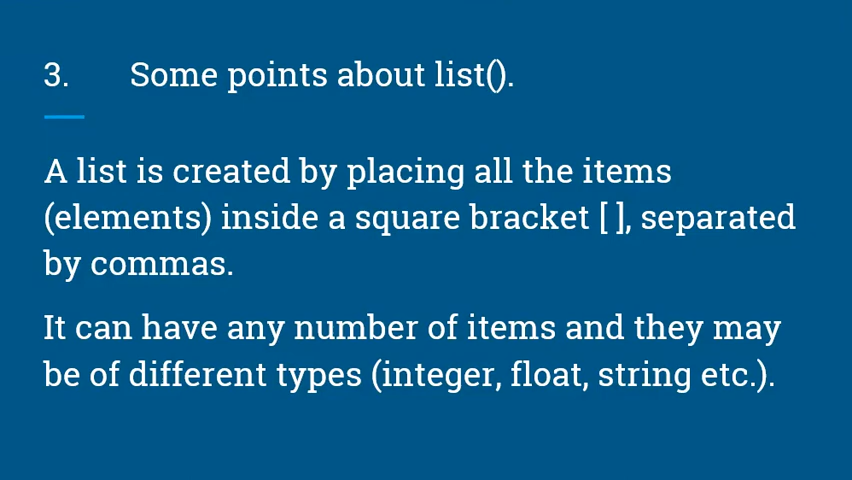 3. Some points about list().
A list is created by placing all the items
(elements) inside a square bracket [ ], separated
by commas.
It can have any number of items and they may
be of different types (integer, float, string etc.).